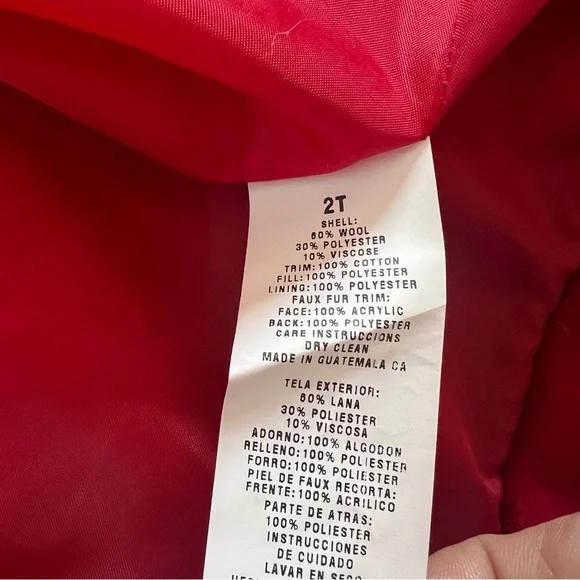 2T
SHELL:
60% WOOL
30% POLYESTER
10% VISCOSE
TRIM:100% COTTON
FILL:100% POLYESTER
LINING:100% POLYESTER
FAUX FUR TRIM:
FACE:100% ACRYLIC
BACK:100% POLYESTER
CARE INSTRUCCIONS
DRY CLEAN
MADE IN GUATEMALA CA
TELA EXTERIOR:
60% LANA
30% POLIESTER
10% VISCOSA
ADORNO:100% ALGODON
RELLENO:100% POLIESTER
FORRO:100% POLIESTER
PIEL DE FAUX RECORTA:
FRENTE:100% ACRILICO
PARTE DE ATRAS:
100% POLIESTER
INSTRUCCIONES
DE CUIDADO
LAVAR EN SECO